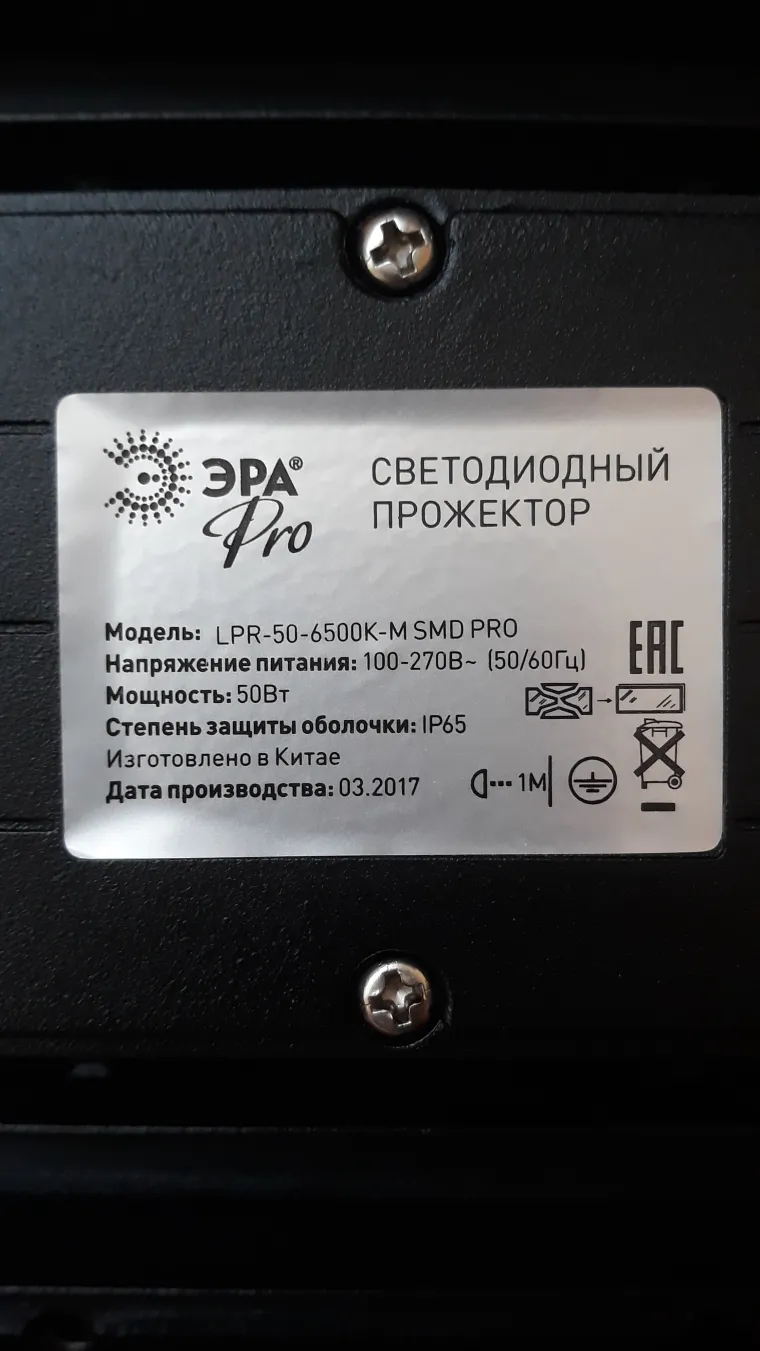 ЭРА®
Pro
СВЕТОДИОДНЫЙ
ПРОЖЕКТОР
Модель: LPR-50-6500K-M SMD PRO
Напряжение питания: 100-270В~ (50/60Гц)
Мощность: 50Вт
Степень защиты оболочки: IP65
Изготовлено в Китае
Дата производства: 03.2017
EAC
1М